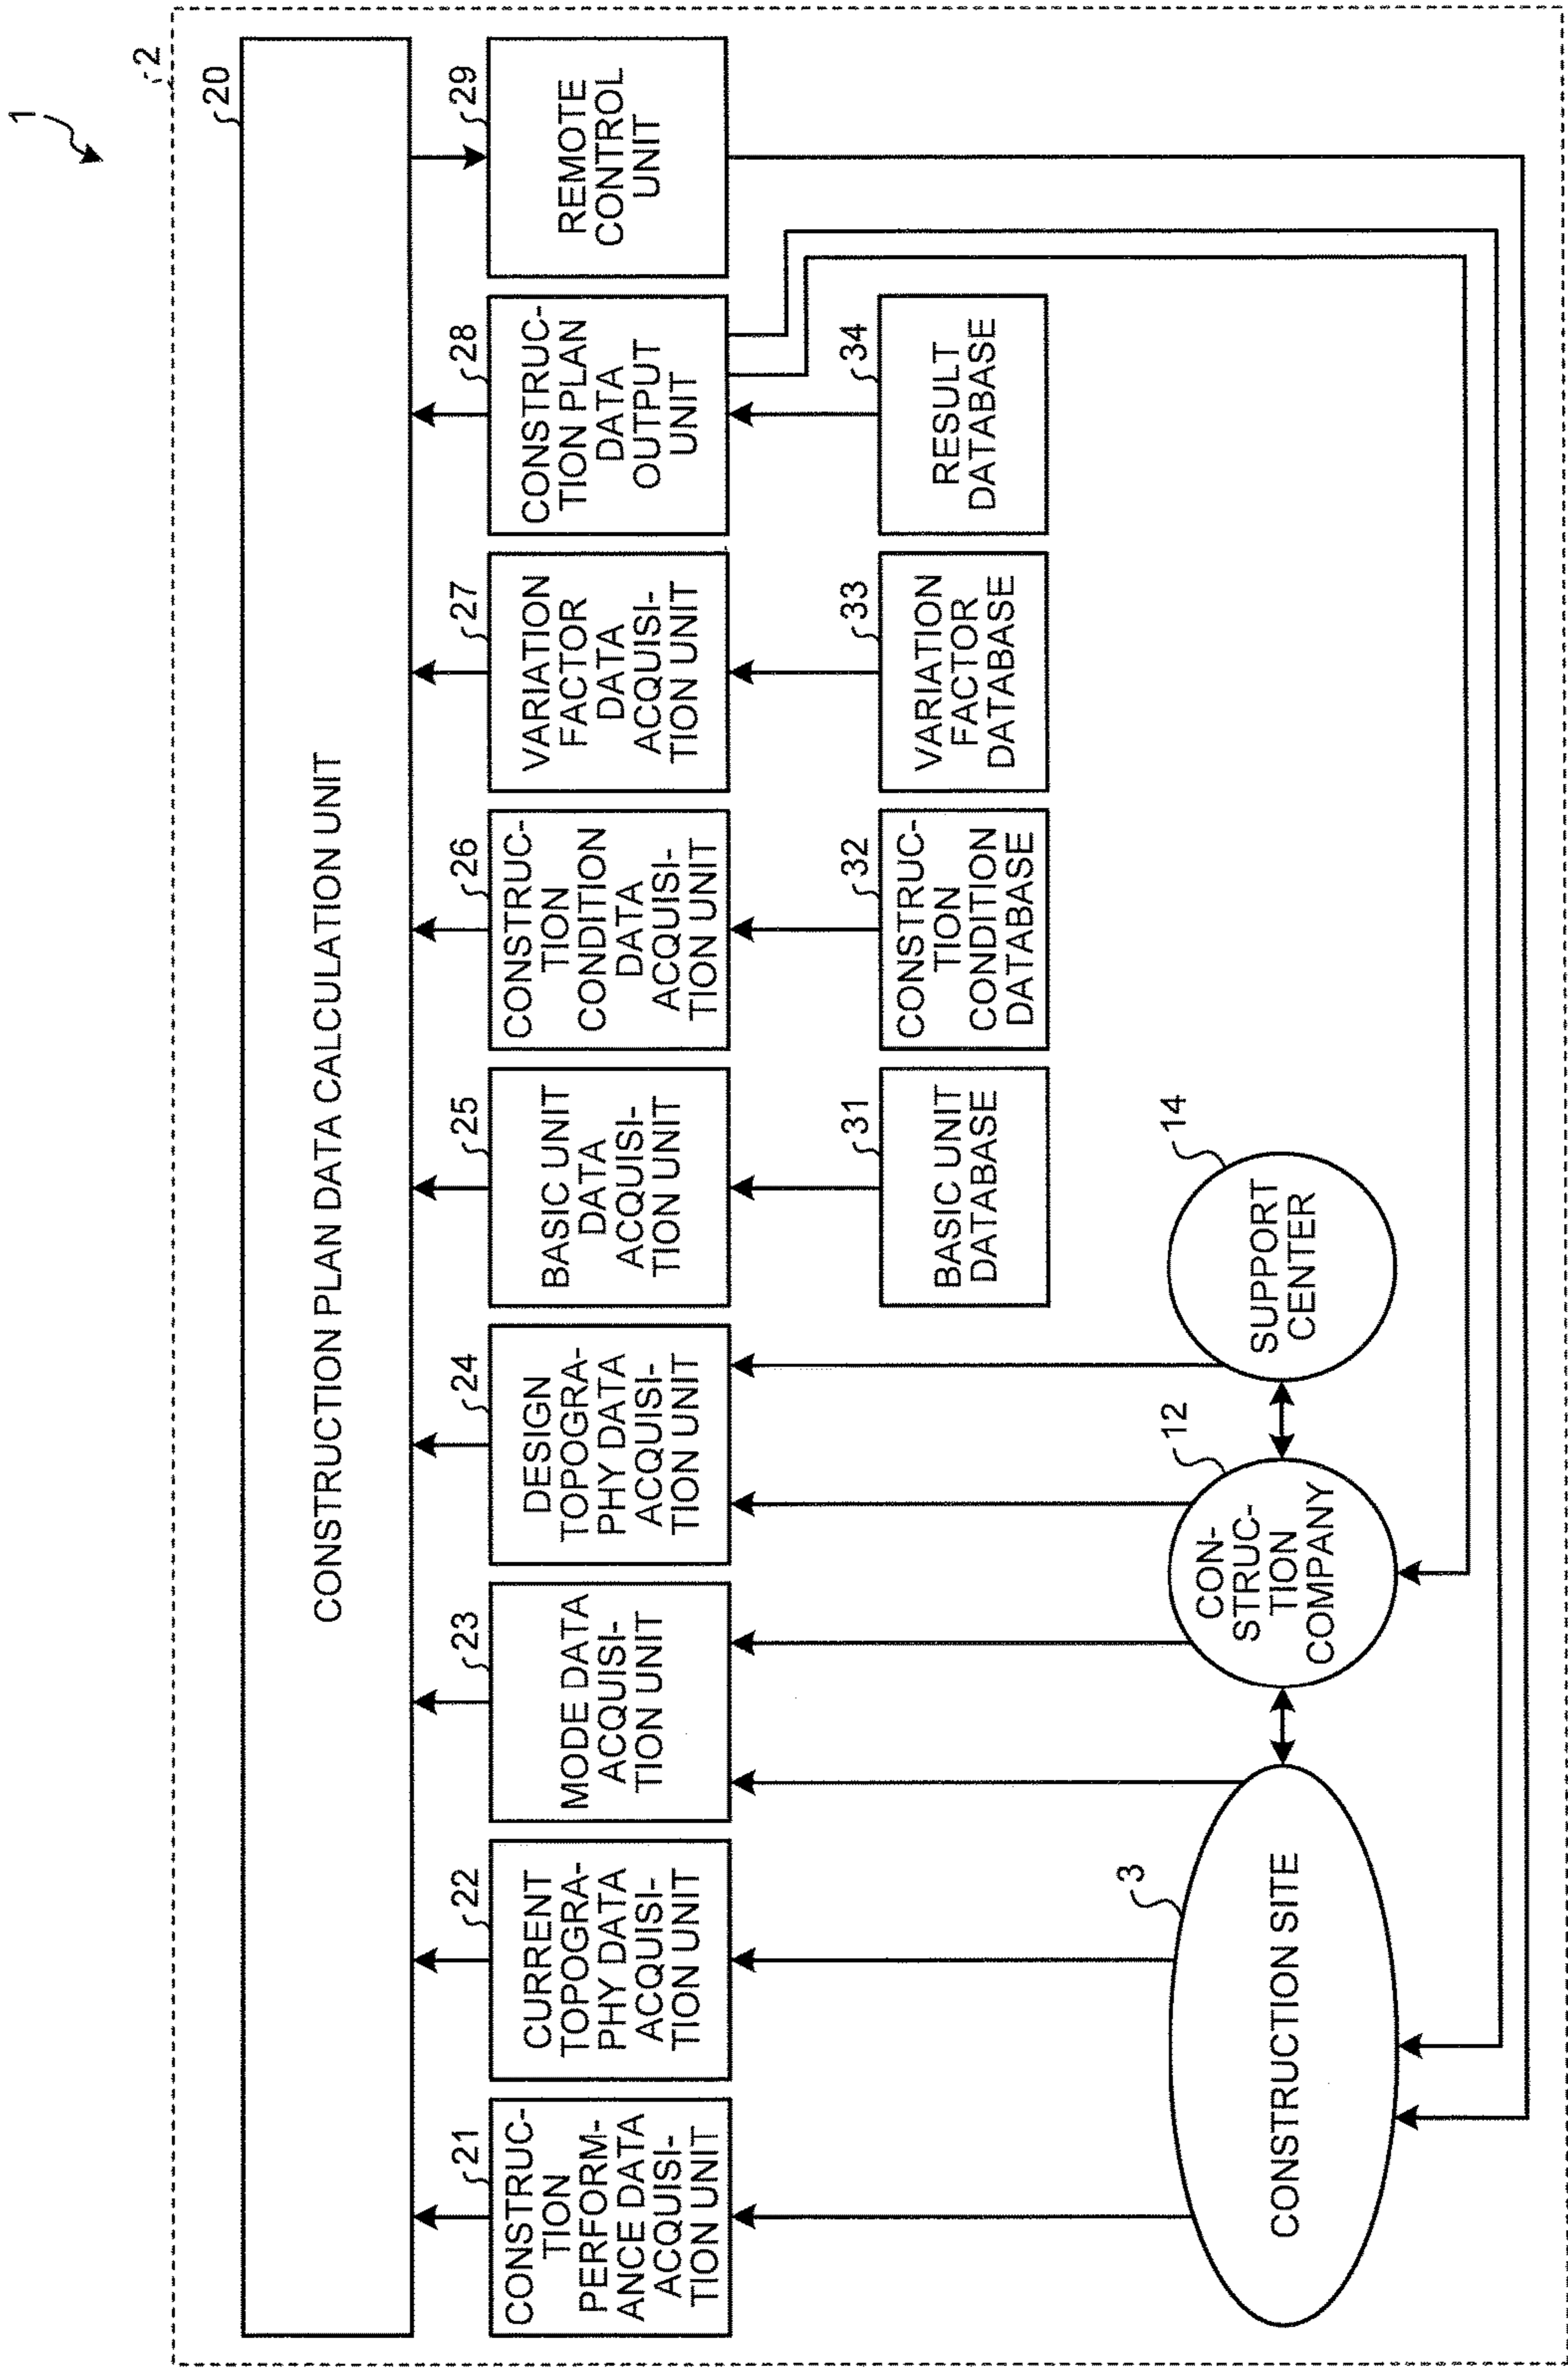 1
2
20
CONSTRUCTION PLAN DATA CALCULATION UNIT
21
CONSTRUC-
TION
PERFORM-
ANCE DATA
ACQUISI-
TION UNIT
22
CURRENT
TOPOGRA-
PHY DATA
ACQUISI-
TION UNIT
23
MODE DATA
ACQUISI-
TION UNIT
24
DESIGN
TOPOGRA-
PHY DATA
ACQUISI-
TION UNIT
25
BASIC UNIT
DATA
ACQUISI-
TION UNIT
26
CONSTRUC-
TION
CONDITION
DATA
ACQUISI-
TION UNIT
27
VARIATION
FACTOR
DATA
ACQUISI-
TION UNIT
28
CONSTRUC-
TION PLAN
DATA
OUTPUT
UNIT
29
REMOTE
CONTROL
UNIT
31
BASIC UNIT
DATABASE
32
CONSTRUC-
TION
CONDITION
DATABASE
33
VARIATION
FACTOR
DATABASE
34
RESULT
DATABASE
3
CONSTRUCTION SITE
12
CON-
STRUC-
TION
COMPANY
14
SUPPORT
CENTER